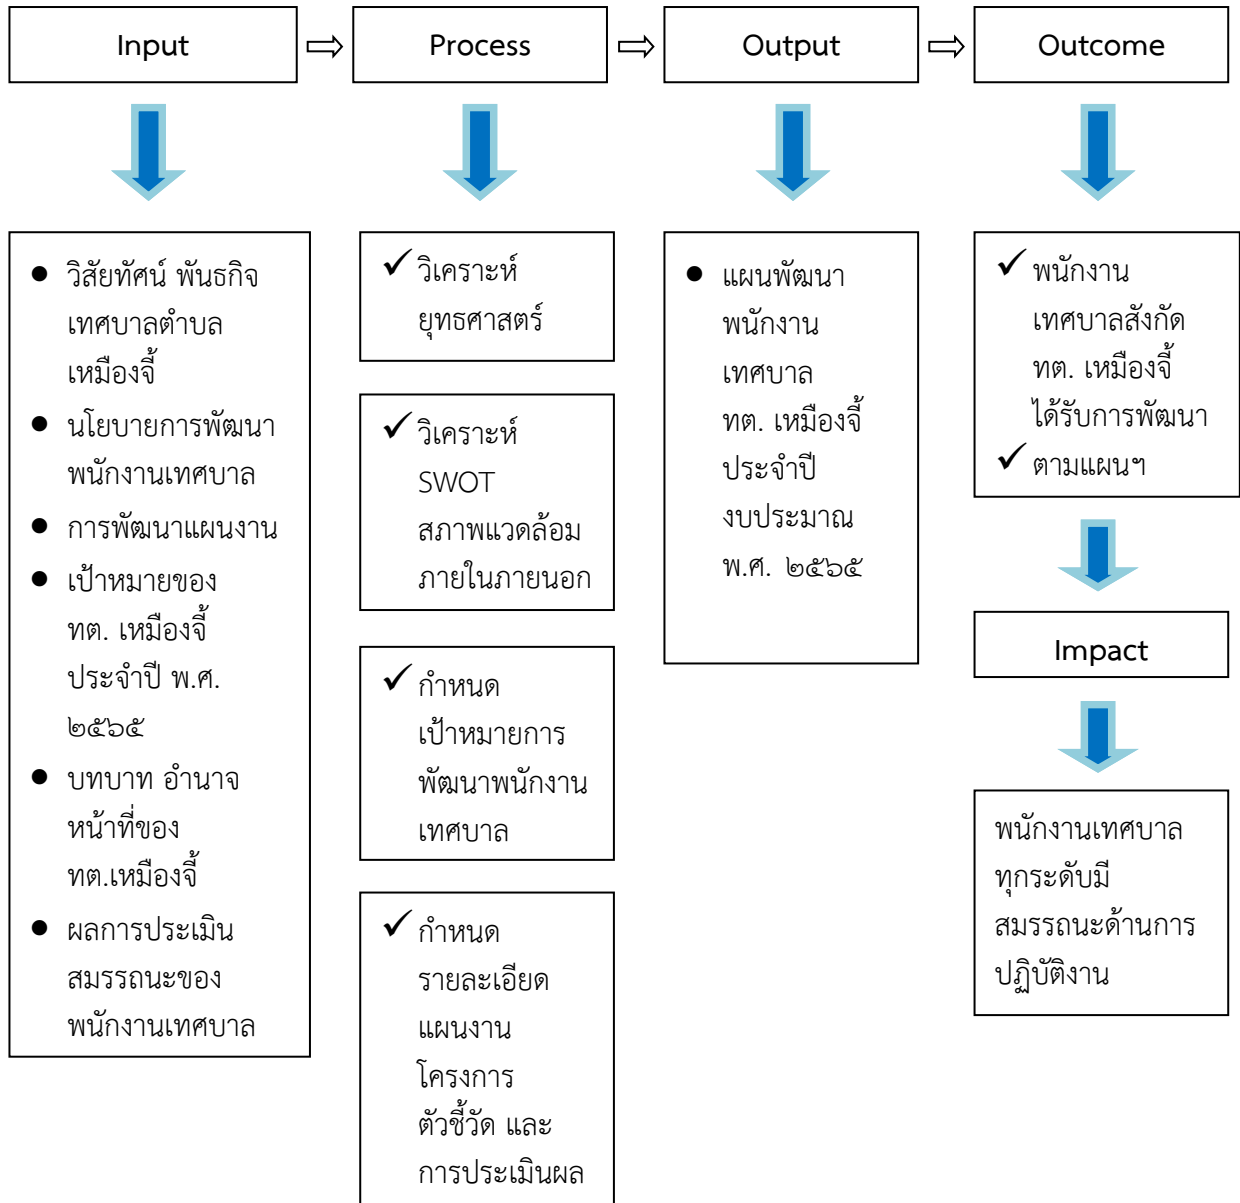 Input
Process
Output
Outcome
วิสัยทัศน์ พันธกิจ
เทศบาลตำบล
เหมืองจี้
นโยบายการพัฒนา
พนักงานเทศบาล
การพัฒนาแผนงาน
เป้าหมายของ
ทต. เหมืองจี้
ประจำปี พ.ศ.
๒๕๖๕
บทบาท อำนาจ
หน้าที่ของ
ทต.เหมืองจี้
ผลการประเมิน
สมรรถนะของ
พนักงานเทศบาล
วิเคราะห์
ยุทธศาสตร์
วิเคราะห์
SWOT
สภาพแวดล้อม
ภายในภายนอก
กำหนด
เป้าหมายการ
พัฒนาพนักงาน
เทศบาล
กำหนด
รายละเอียด
แผนงาน
โครงการ
ตัวชี้วัด และ
การประเมินผล
แผนพัฒนา
พนักงาน
เทศบาล
ทต. เหมืองจี้
ประจำปี
งบประมาณ
พ.ศ. ๒๕๖๕
พนักงาน
เทศบาลสังกัด
ทต. เหมืองจี้
ได้รับการพัฒนา
ตามแผนฯ
Impact
พนักงานเทศบาล
ทุกระดับมี
สมรรถนะด้านการ
ปฏิบัติงาน